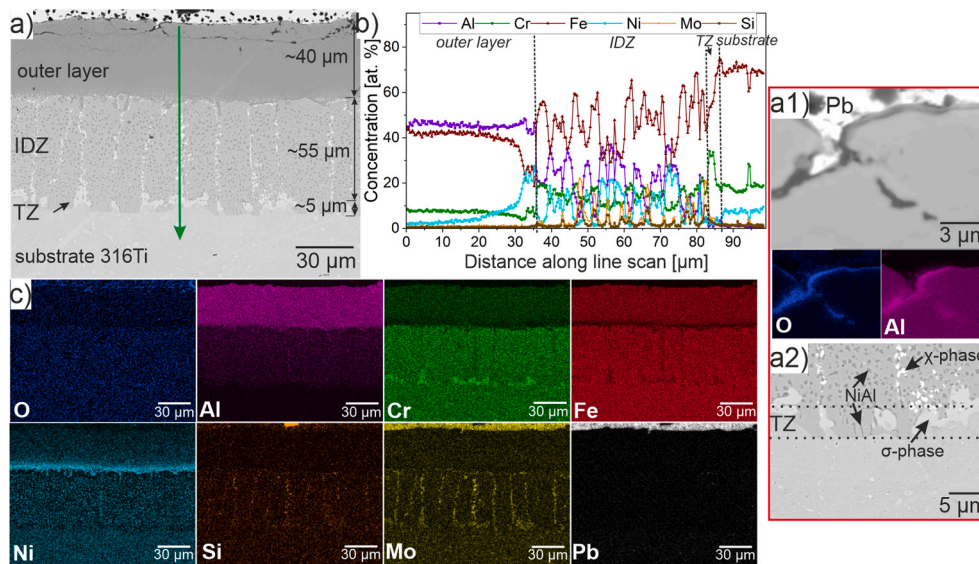 a)
outer layer
~40 µm
IDZ
~55 µm
TZ
~5 µm
substrate 316Ti
30 µm
b)
Al Cr Fe Ni Mo Si
outer layer IDZ TZ substrate
Concentration [at. %]
80
60
40
20
0
0 10 20 30 40 50 60 70 80 90
Distance along line scan [µm]
a1)
Pb
3 µm
O Al
a2)
χ-phase
NiAl
TZ
σ-phase
5 µm
c)
O 30 µm
Al 30 µm
Cr 30 µm
Fe 30 µm
Ni 30 µm
Si 30 µm
Mo 30 µm
Pb 30 µm